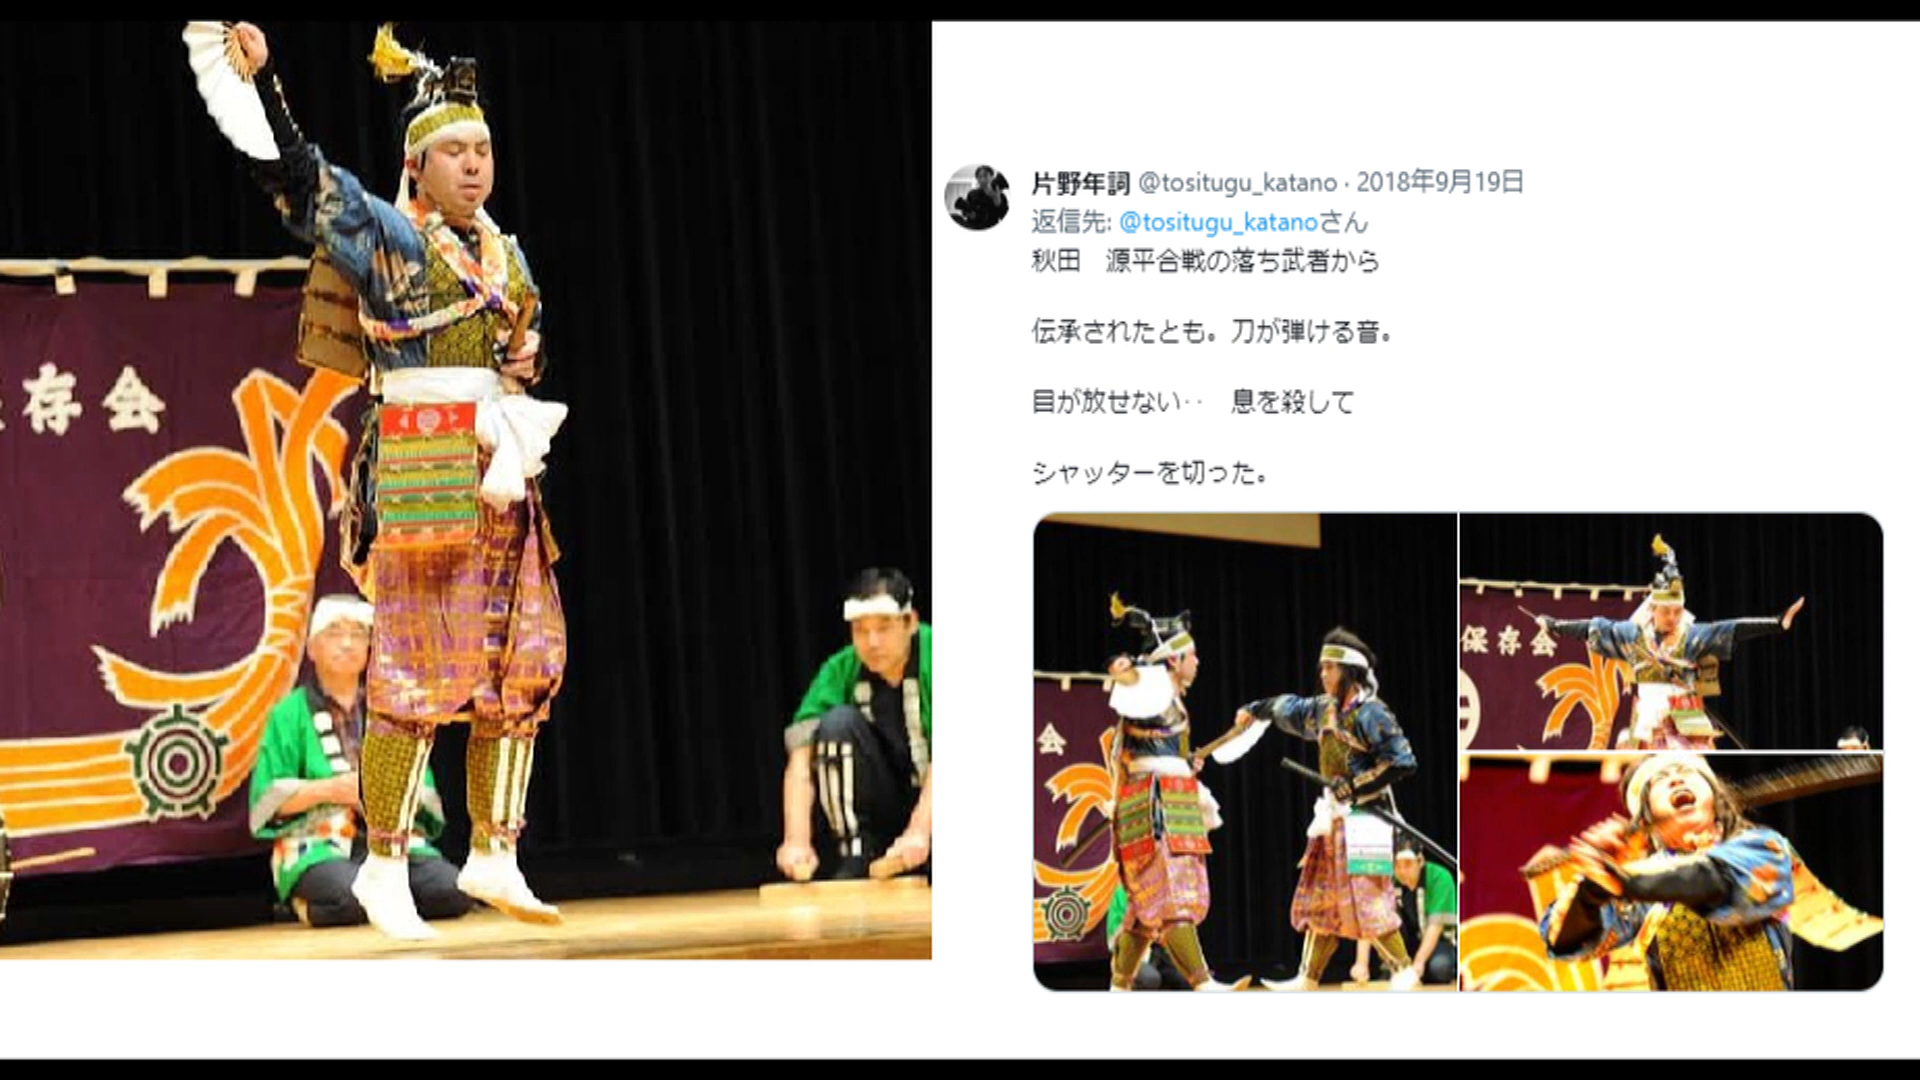 存会
片野年詞 @tositugu_katano · 2018年9月19日
返信先: @tositugu_katanoさん
秋田　源平合戦の落ち武者から
伝承されたとも。刀が弾ける音。
目が放せない‥　息を殺して
シャッターを切った。
会
保存会